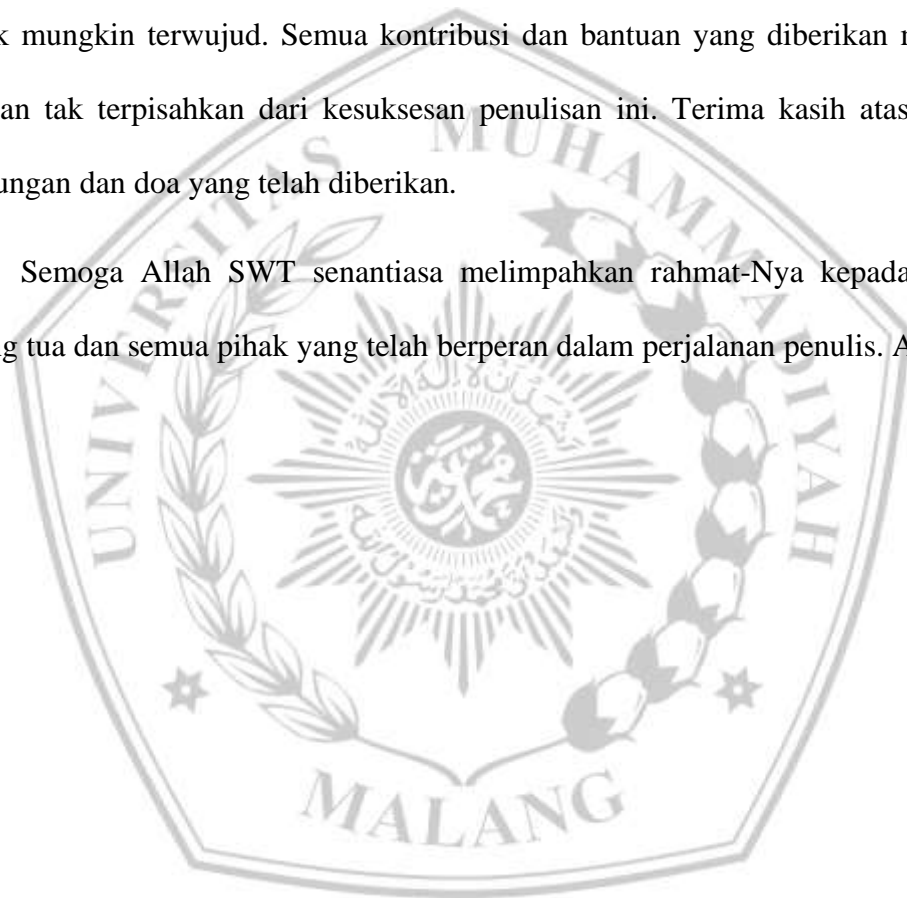 k mungkin terwujud. Semua kontribusi dan bantuan yang diberikan
an tak terpisahkan dari kesuksesan penulisan ini. Terima kasih atas
ungan dan doa yang telah diberikan.
Semoga Allah SWT senantiasa melimpahkan rahmat-Nya kepada
g tua dan semua pihak yang telah berperan dalam perjalanan penulis. A
UNIVERSITAS MUHAMMADIYAH
MALANG